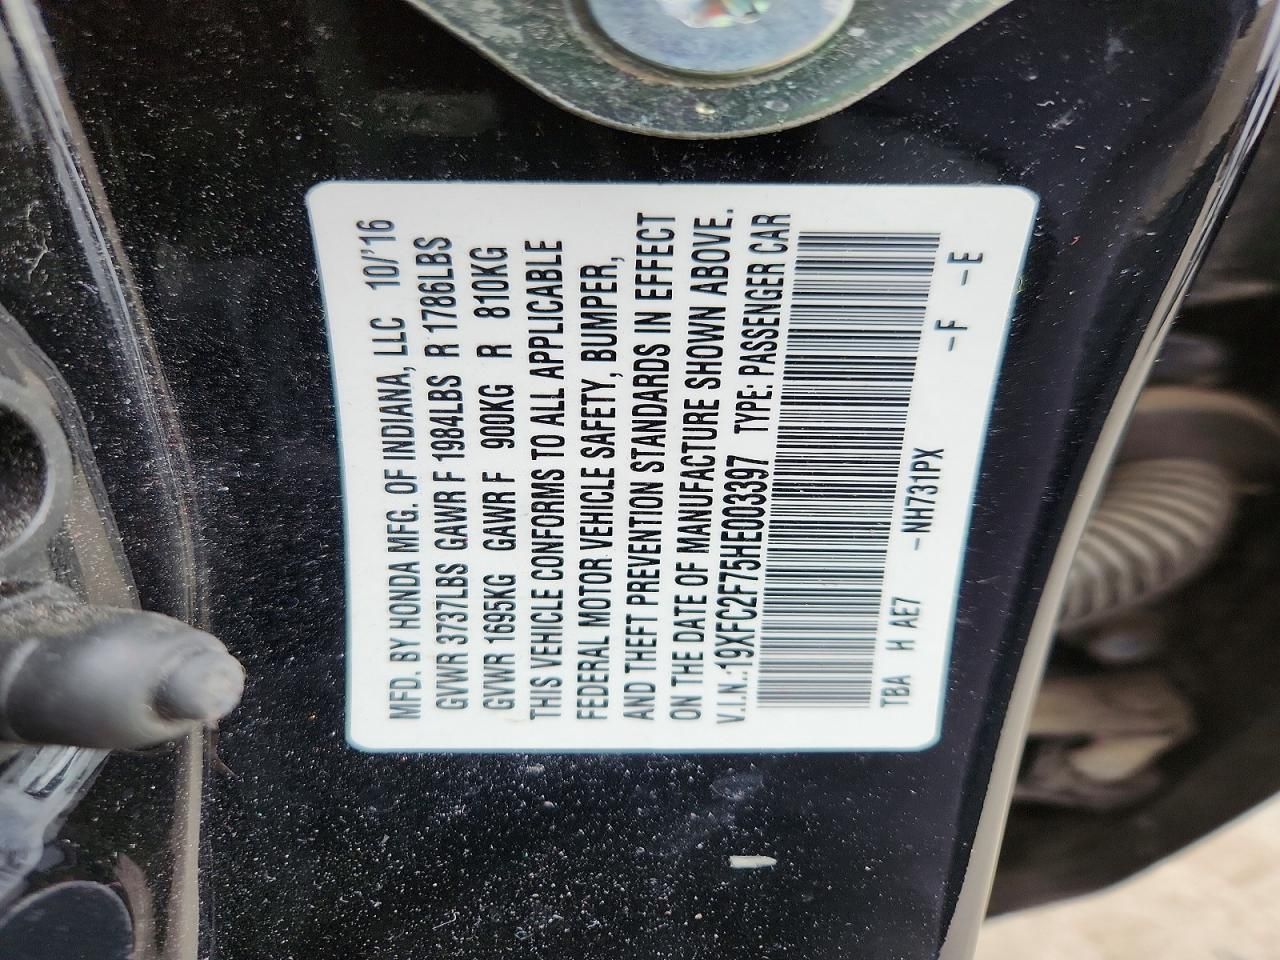 MFD. BY HONDA MFG. OF INDIANA, LLC 10/'16
GVWR 3737LBS GAWR F 1984LBS R 1786LBS
GVWR 1695KG GAWR F 900KG R 810KG
THIS VEHICLE CONFORMS TO ALL APPLICABLE
FEDERAL MOTOR VEHICLE SAFETY, BUMPER,
AND THEFT PREVENTION STANDARDS IN EFFECT
ON THE DATE OF MANUFACTURE SHOWN ABOVE.
V.I.N.:19XFC2F75HE003397 TYPE: PASSENGER CAR
TBA H AE7 -NH731PX -F -E